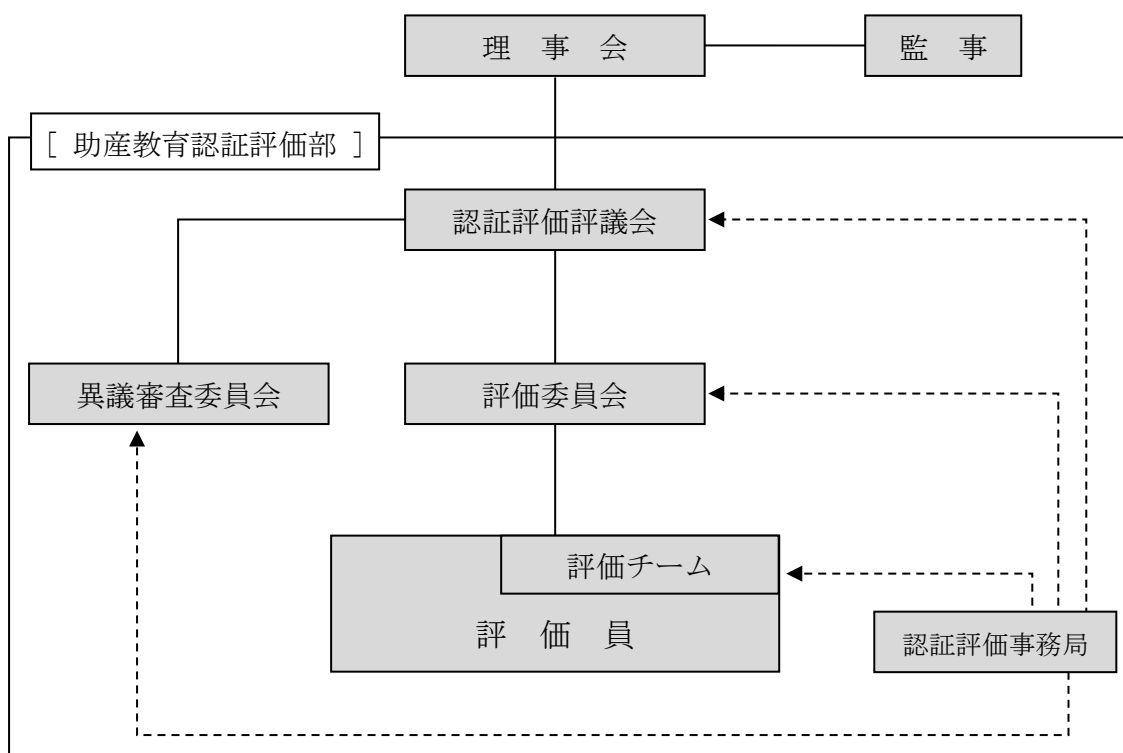 理　事　会
監　事
［ 助産教育認証評価部 ］
認証評価評議会
異議審査委員会
評価委員会
評価チーム
評　価　員
認証評価事務局